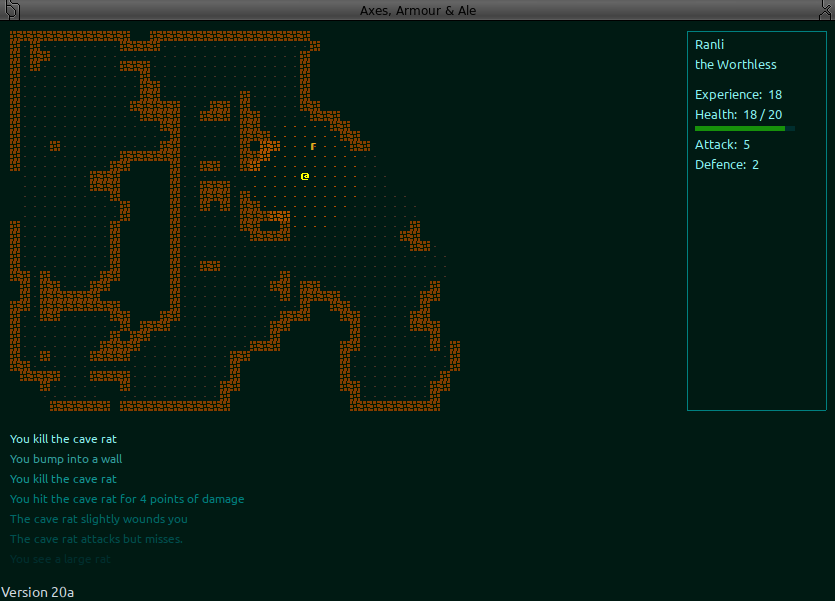 Axes, Armour & Ale
Ranli
the Worthless
Experience: 18
Health: 18 / 20
Attack: 5
Defence: 2
F
@
You kill the cave rat
You bump into a wall
You kill the cave rat
You hit the cave rat for 4 points of damage
The cave rat slightly wounds you
The cave rat attacks but misses.
You see a large rat
Version 20a